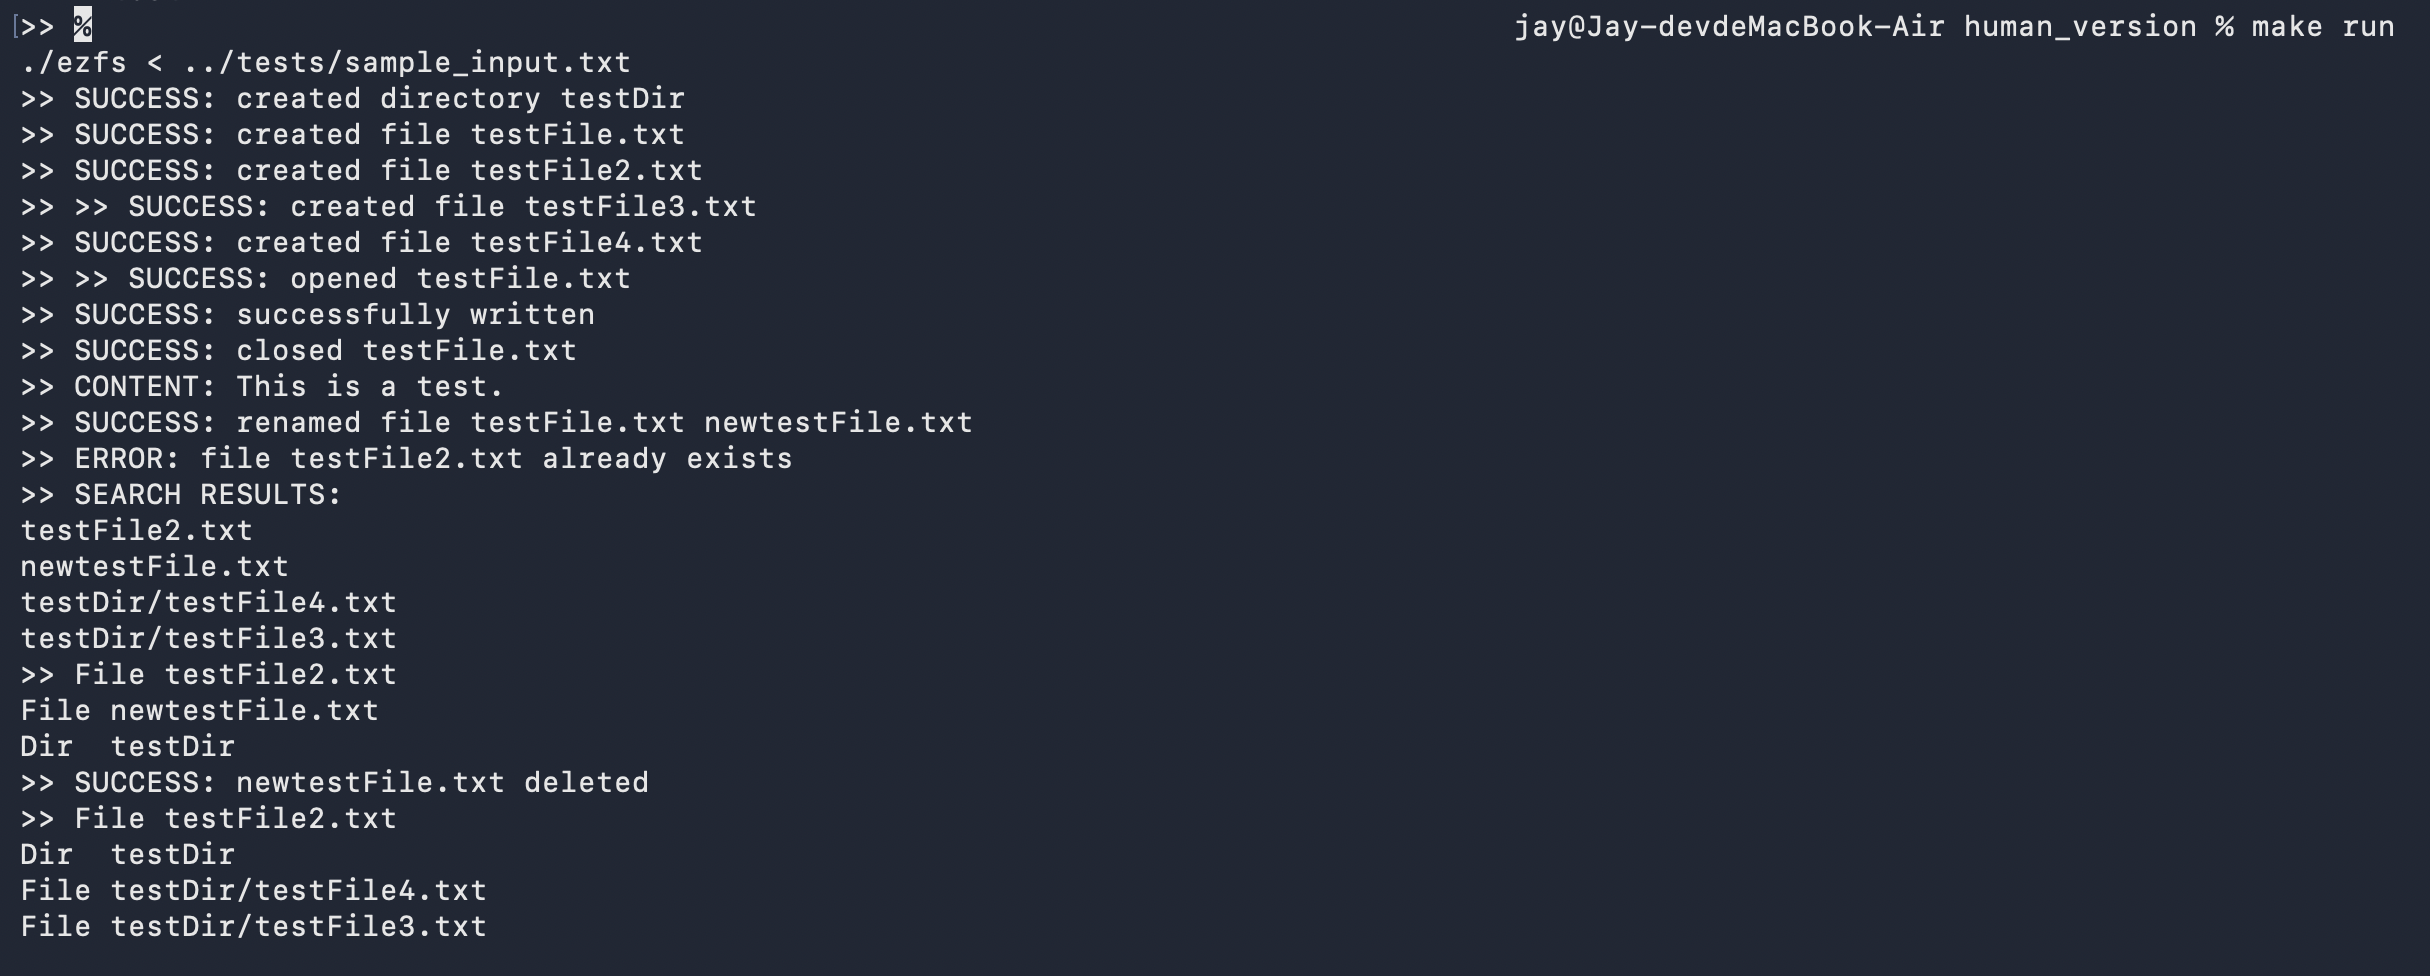 [>> % jay@Jay-devdeMacBook-Air human_version % make run
./ezfs < ../tests/sample_input.txt
>> SUCCESS: created directory testDir
>> SUCCESS: created file testFile.txt
>> SUCCESS: created file testFile2.txt
>> >> SUCCESS: created file testFile3.txt
>> SUCCESS: created file testFile4.txt
>> >> SUCCESS: opened testFile.txt
>> SUCCESS: successfully written
>> SUCCESS: closed testFile.txt
>> CONTENT: This is a test.
>> SUCCESS: renamed file testFile.txt newtestFile.txt
>> ERROR: file testFile2.txt already exists
>> SEARCH RESULTS:
testFile2.txt
newtestFile.txt
testDir/testFile4.txt
testDir/testFile3.txt
>> File testFile2.txt
File newtestFile.txt
Dir  testDir
>> SUCCESS: newtestFile.txt deleted
>> File testFile2.txt
Dir  testDir
File testDir/testFile4.txt
File testDir/testFile3.txt